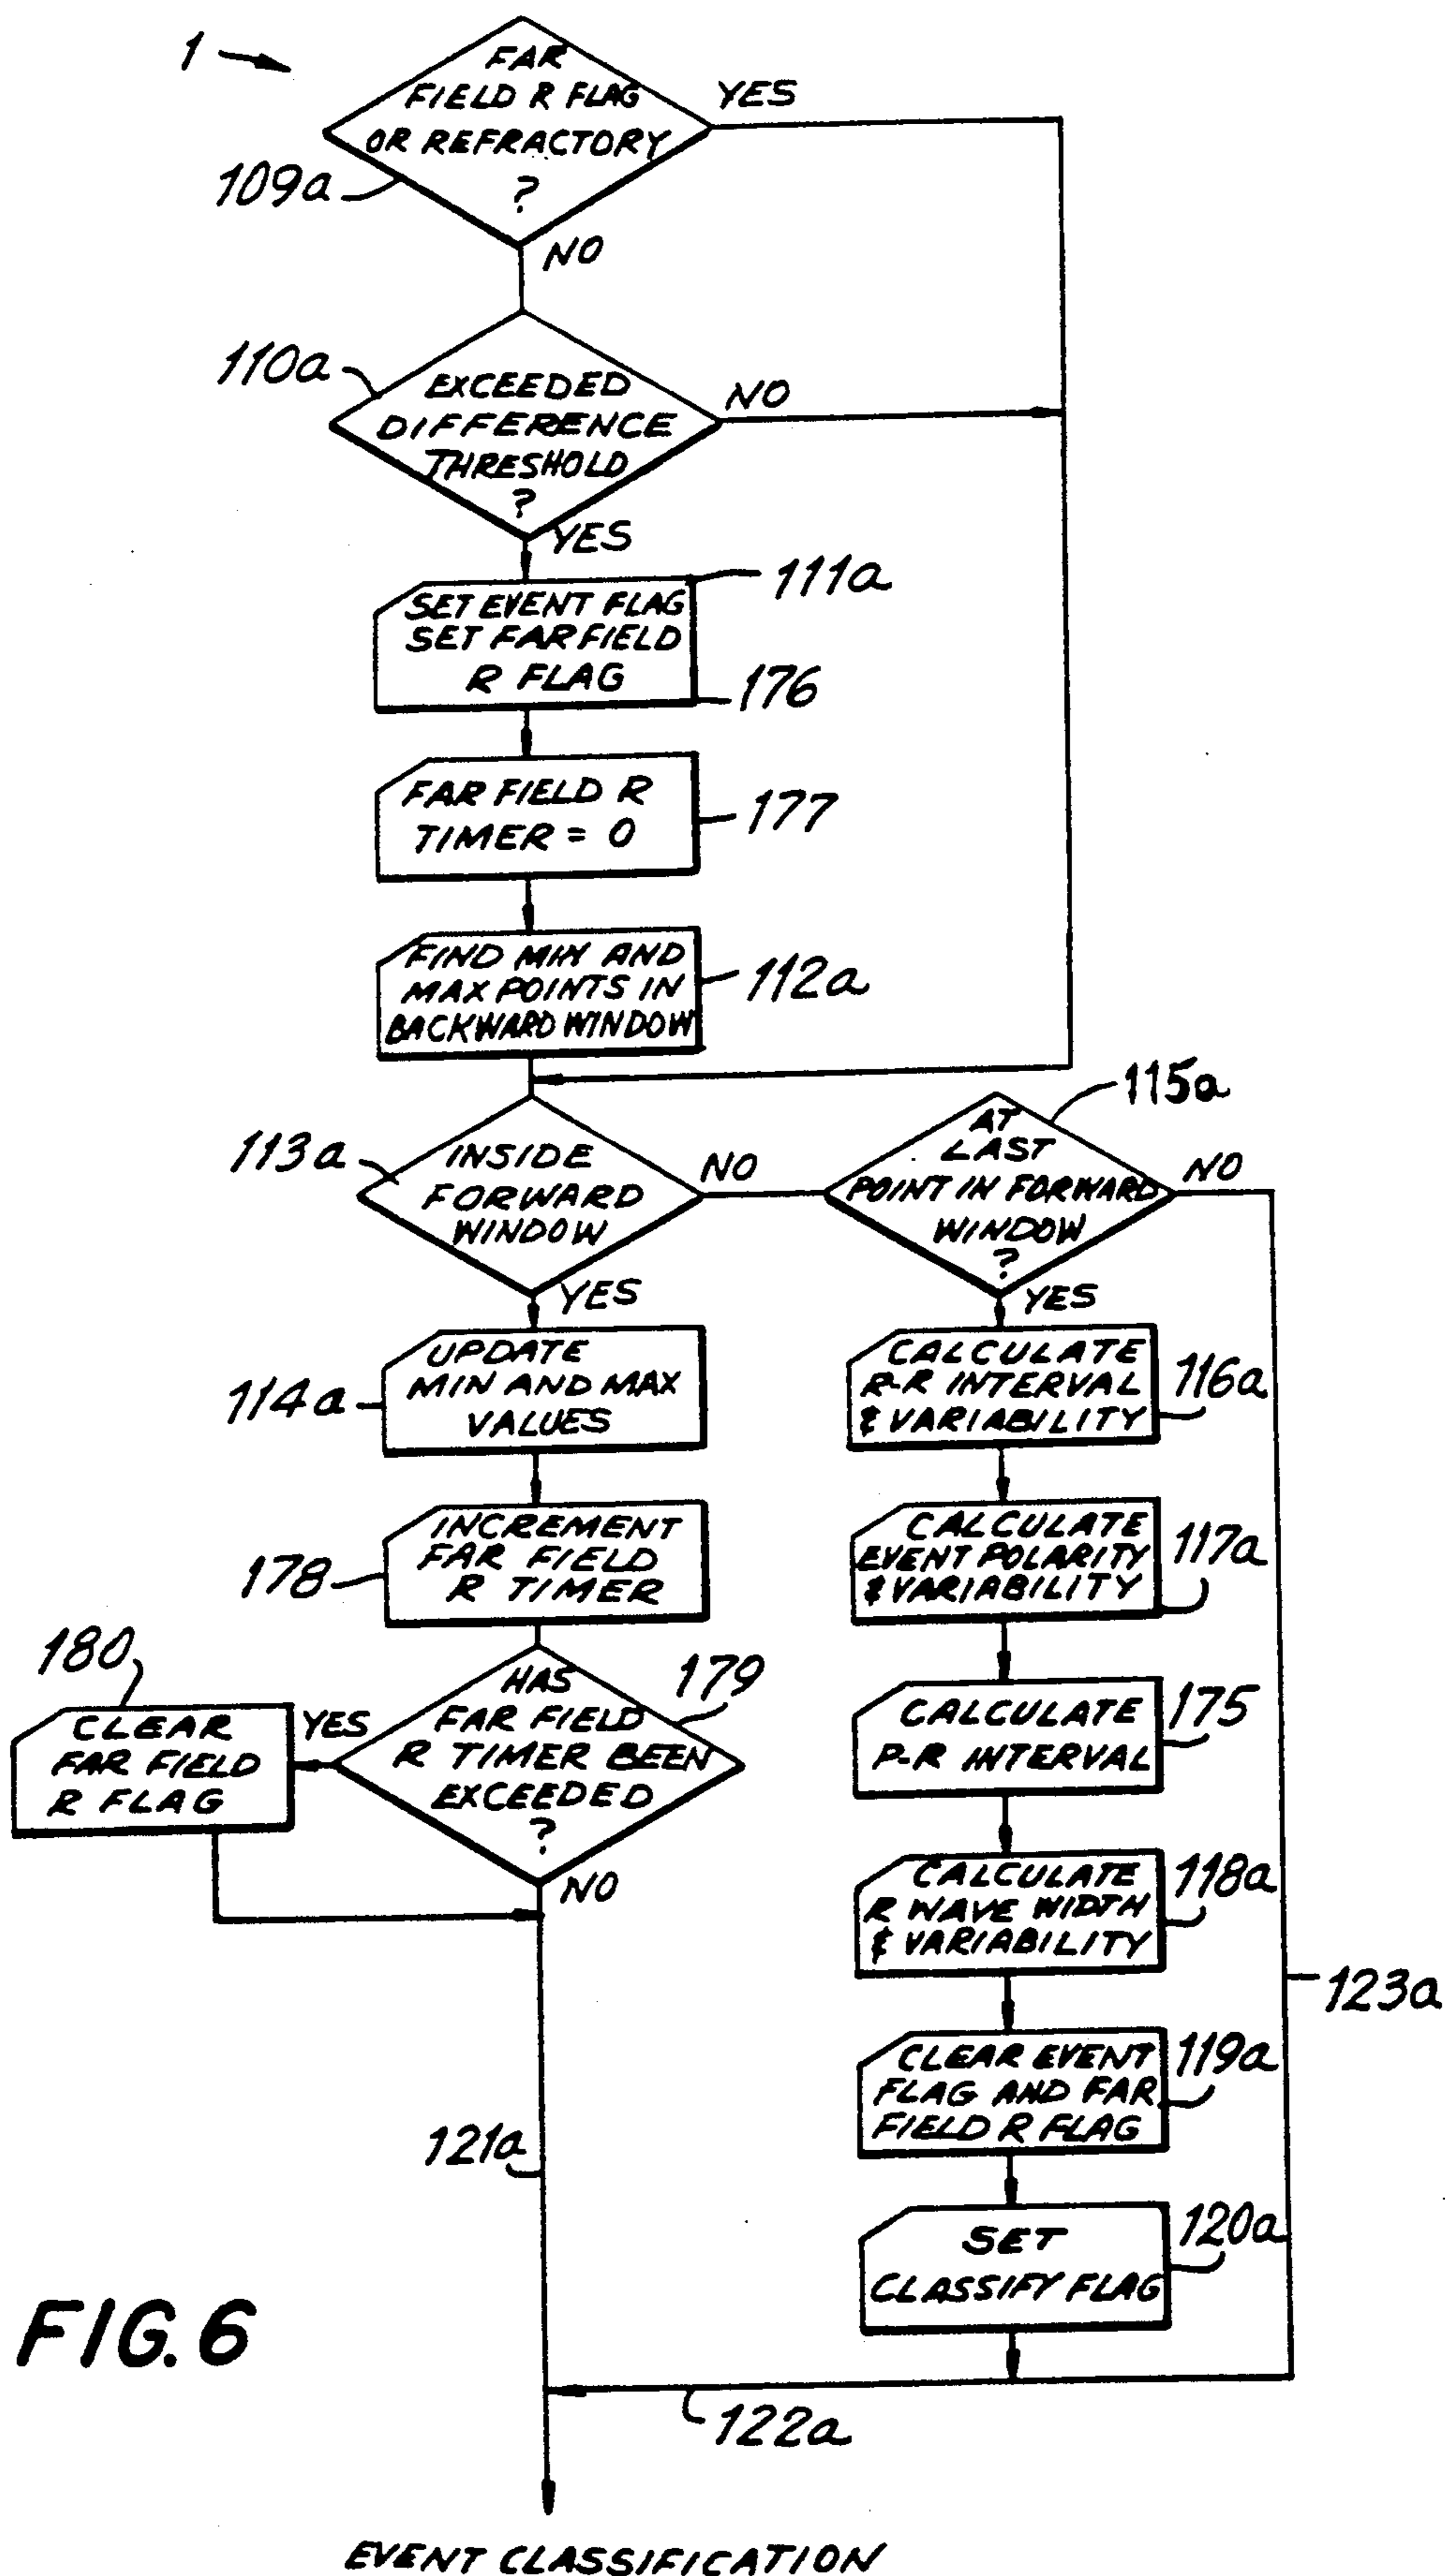 1
FAR
FIELD R FLAG
OR REFRACTORY
?
YES
109a
NO
110a
EXCEEDED
DIFFERENCE
THRESHOLD
?
NO
YES
111a
SET EVENT FLAG
SET FAR FIELD
R FLAG
176
FAR FIELD R
TIMER = 0
177
FIND MIN AND
MAX POINTS IN
BACKWARD WINDOW
112a
113a
INSIDE
FORWARD
WINDOW
NO
YES
115a
AT
LAST
POINT IN FORWARD
WINDOW
?
NO
YES
114a
UPDATE
MIN AND MAX
VALUES
178
INCREMENT
FAR FIELD
R TIMER
179
HAS
FAR FIELD
R TIMER BEEN
EXCEEDED
?
YES
NO
180
CLEAR
FAR FIELD
R FLAG
CALCULATE
R-R INTERVAL
& VARIABILITY
116a
CALCULATE
EVENT POLARITY
& VARIABILITY
117a
CALCULATE
P-R INTERVAL
175
CALCULATE
R WAVE WIDTH
& VARIABILITY
118a
CLEAR EVENT
FLAG AND FAR
FIELD R FLAG
119a
SET
CLASSIFY FLAG
120a
123a
121a
122a
FIG. 6
EVENT CLASSIFICATION